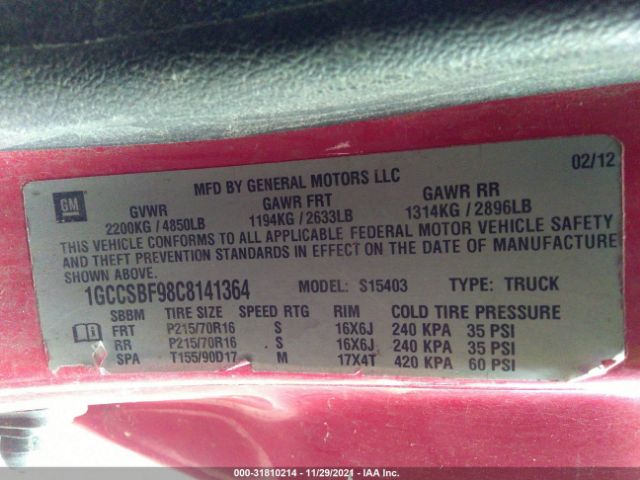 02/12
MFD BY GENERAL MOTORS LLC
GM
GVWR GAWR FRT GAWR RR
2200KG / 4850LB 1194KG / 2633LB 1314KG / 2896LB
THIS VEHICLE CONFORMS TO ALL APPLICABLE FEDERAL MOTOR VEHICLE SAFETY
AND THEFT PREVENTION STANDARDS IN EFFECT ON THE DATE OF MANUFACTURE
SHOWN ABOVE.
1GCCSBF98C8141364 MODEL: S15403 TYPE: TRUCK
SBBM TIRE SIZE SPEED RTG RIM COLD TIRE PRESSURE
FRT P215/70R16 S 16X6J 240 KPA 35 PSI
RR P215/70R16 S 16X6J 240 KPA 35 PSI
SPA T155/90D17 M 17X4T 420 KPA 60 PSI
000-31810214 - 11/29/2021 - IAA Inc.